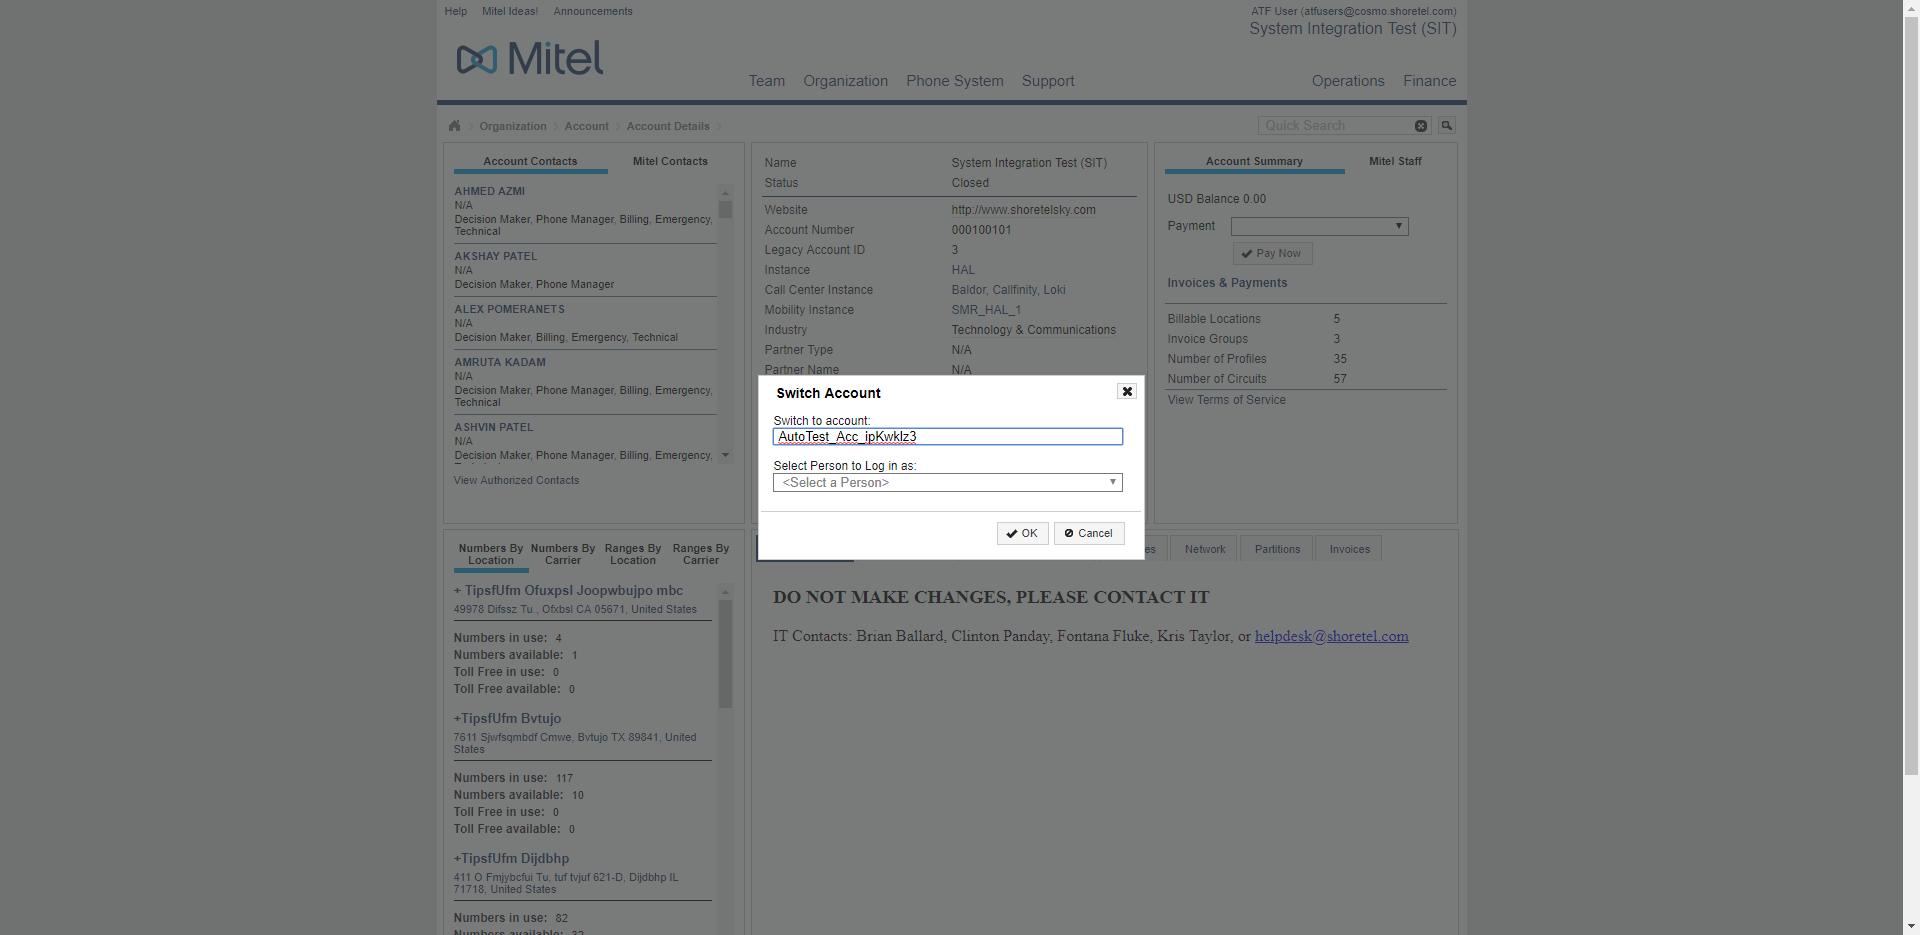 Help Mitel Ideas! Announcements
ATF User (atfusers@cosmo.shoretel.com)
System Integration Test (SIT)
Mitel
Team Organization Phone System Support Operations Finance
Organization Account Account Details
Quick Search
Account Contacts Mitel Contacts
AHMED AZMI
N/A
Decision Maker, Phone Manager, Billing, Emergency,
Technical
AKSHAY PATEL
N/A
Decision Maker, Phone Manager
ALEX POMERANETS
N/A
Decision Maker, Billing, Emergency, Technical
AMRUTA KADAM
N/A
Decision Maker, Phone Manager, Billing, Emergency,
Technical
ASHVIN PATEL
N/A
Decision Maker, Phone Manager, Billing, Emergency,
View Authorized Contacts
Name System Integration Test (SIT)
Status Closed
Website http://www.shoretelsky.com
Account Number 000100101
Legacy Account ID 3
Instance HAL
Call Center Instance Baldor, Callfinity, Loki
Mobility Instance SMR_HAL_1
Industry Technology & Communications
Partner Type N/A
Partner Name N/A
Account Summary Mitel Staff
USD Balance 0.00
Payment
Pay Now
Invoices & Payments
Billable Locations 5
Invoice Groups 3
Number of Profiles 35
Number of Circuits 57
View Terms of Service
Switch Account
Switch to account:
AutoTest_Acc_ipKwklz3
Select Person to Log in as:
<Select a Person>
OK Cancel
Numbers By Location Numbers By Carrier Ranges By Location Ranges By Carrier
+ TipsfUfm Ofuxpsl Joopwbujpo mbc
49978 Difssz Tu., Ofxbsl CA 05671, United States
Numbers in use: 4
Numbers available: 1
Toll Free in use: 0
Toll Free available: 0
+TipsfUfm Bvtujo
7611 Sjwfsqmbdf Cmwe, Bvtujo TX 89841, United
States
Numbers in use: 117
Numbers available: 10
Toll Free in use: 0
Toll Free available: 0
+TipsfUfm Dijdbhp
411 O Fmjybcfui Tu, tuf tvjuf 621-D, Dijdbhp IL
71718, United States
Numbers in use: 82
Numbers available: 32
es Network Partitions Invoices
DO NOT MAKE CHANGES, PLEASE CONTACT IT
IT Contacts: Brian Ballard, Clinton Panday, Fontana Fluke, Kris Taylor, or helpdesk@shoretel.com